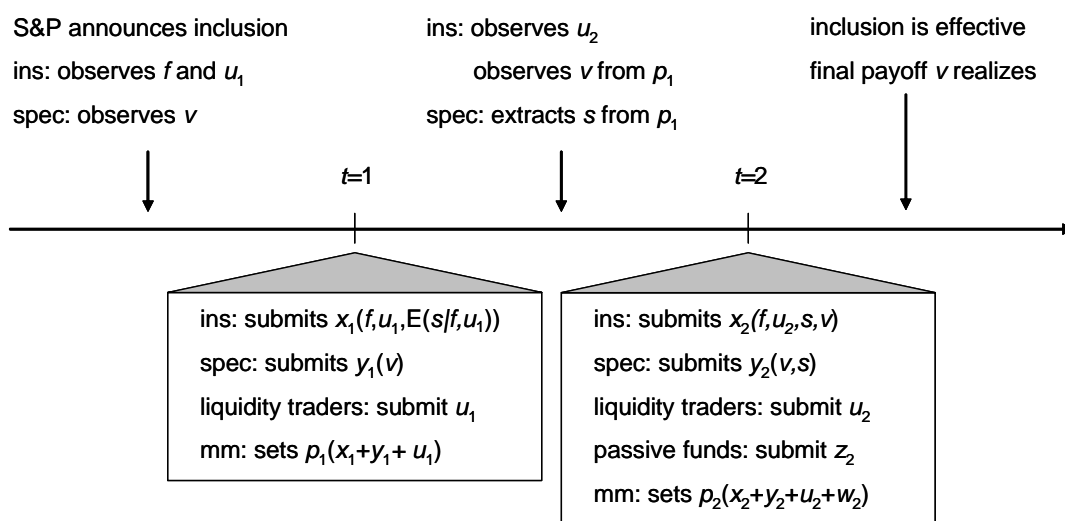 S&P announces inclusion
ins: observes f and u1
spec: observes v
ins: observes u2
observes v from p1
spec: extracts s from p1
inclusion is effective
final payoff v realizes
t=1
t=2
ins: submits x1(f,u1,E(s|f,u1))
spec: submits y1(v)
liquidity traders: submit u1
mm: sets p1(x1+y1+ u1)
ins: submits x2(f,u2,s,v)
spec: submits y2(v,s)
liquidity traders: submit u2
passive funds: submit z2
mm: sets p2(x2+y2+u2+w2)